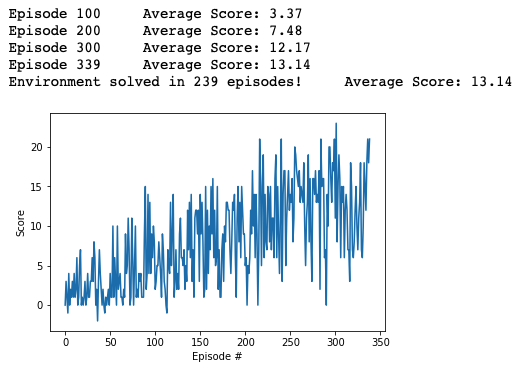 Episode 100	Average Score: 3.37
Episode 200	Average Score: 7.48
Episode 300	Average Score: 12.17
Episode 339	Average Score: 13.14
Environment solved in 239 episodes!	Average Score: 13.14
20
15
10
5
0
Score
0 50 100 150 200 250 300 350
Episode #